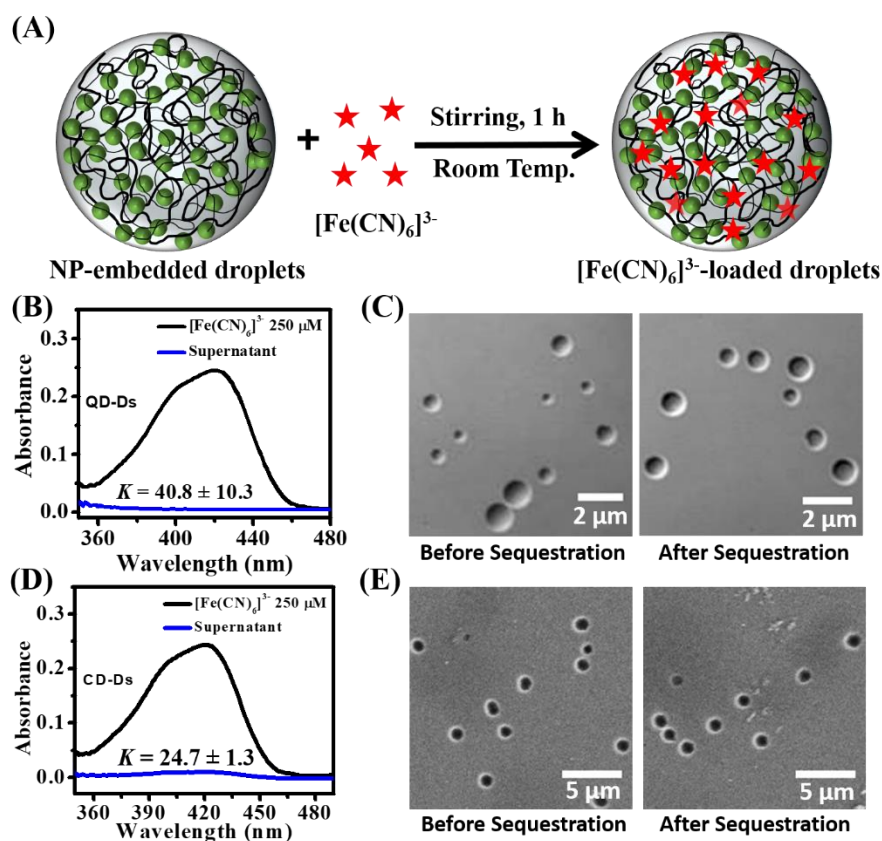 (A)
+
Stirring, 1 h
Room Temp.
[Fe(CN)₆]³⁻
NP-embedded droplets
[Fe(CN)₆]³⁻-loaded droplets
(B)
0.3
0.2
0.1
0.0
Absorbance
[Fe(CN)₆]³⁻ 250 μM
Supernatant
QD-Ds
K = 40.8 ± 10.3
360 400 440 480
Wavelength (nm)
(C)
2 μm
2 μm
Before Sequestration
After Sequestration
(D)
0.3
0.2
0.1
0.0
Absorbance
[Fe(CN)₆]³⁻ 250 μM
Supernatant
CD-Ds
K = 24.7 ± 1.3
360 390 420 450 480
Wavelength (nm)
(E)
5 μm
5 μm
Before Sequestration
After Sequestration